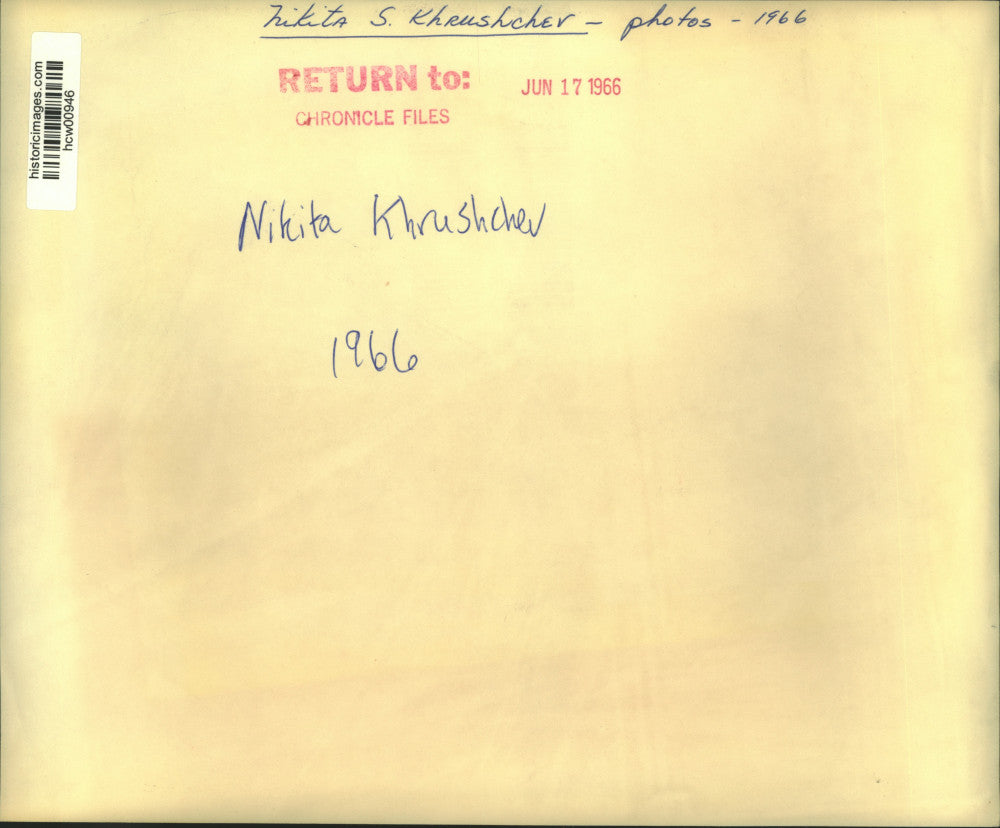 Nikita S. Khrushchev - photos - 1966
RETURN to: JUN 17 1966
CHRONICLE FILES
historicimages.com
hcw00946
Nikita Khrushchev
1966